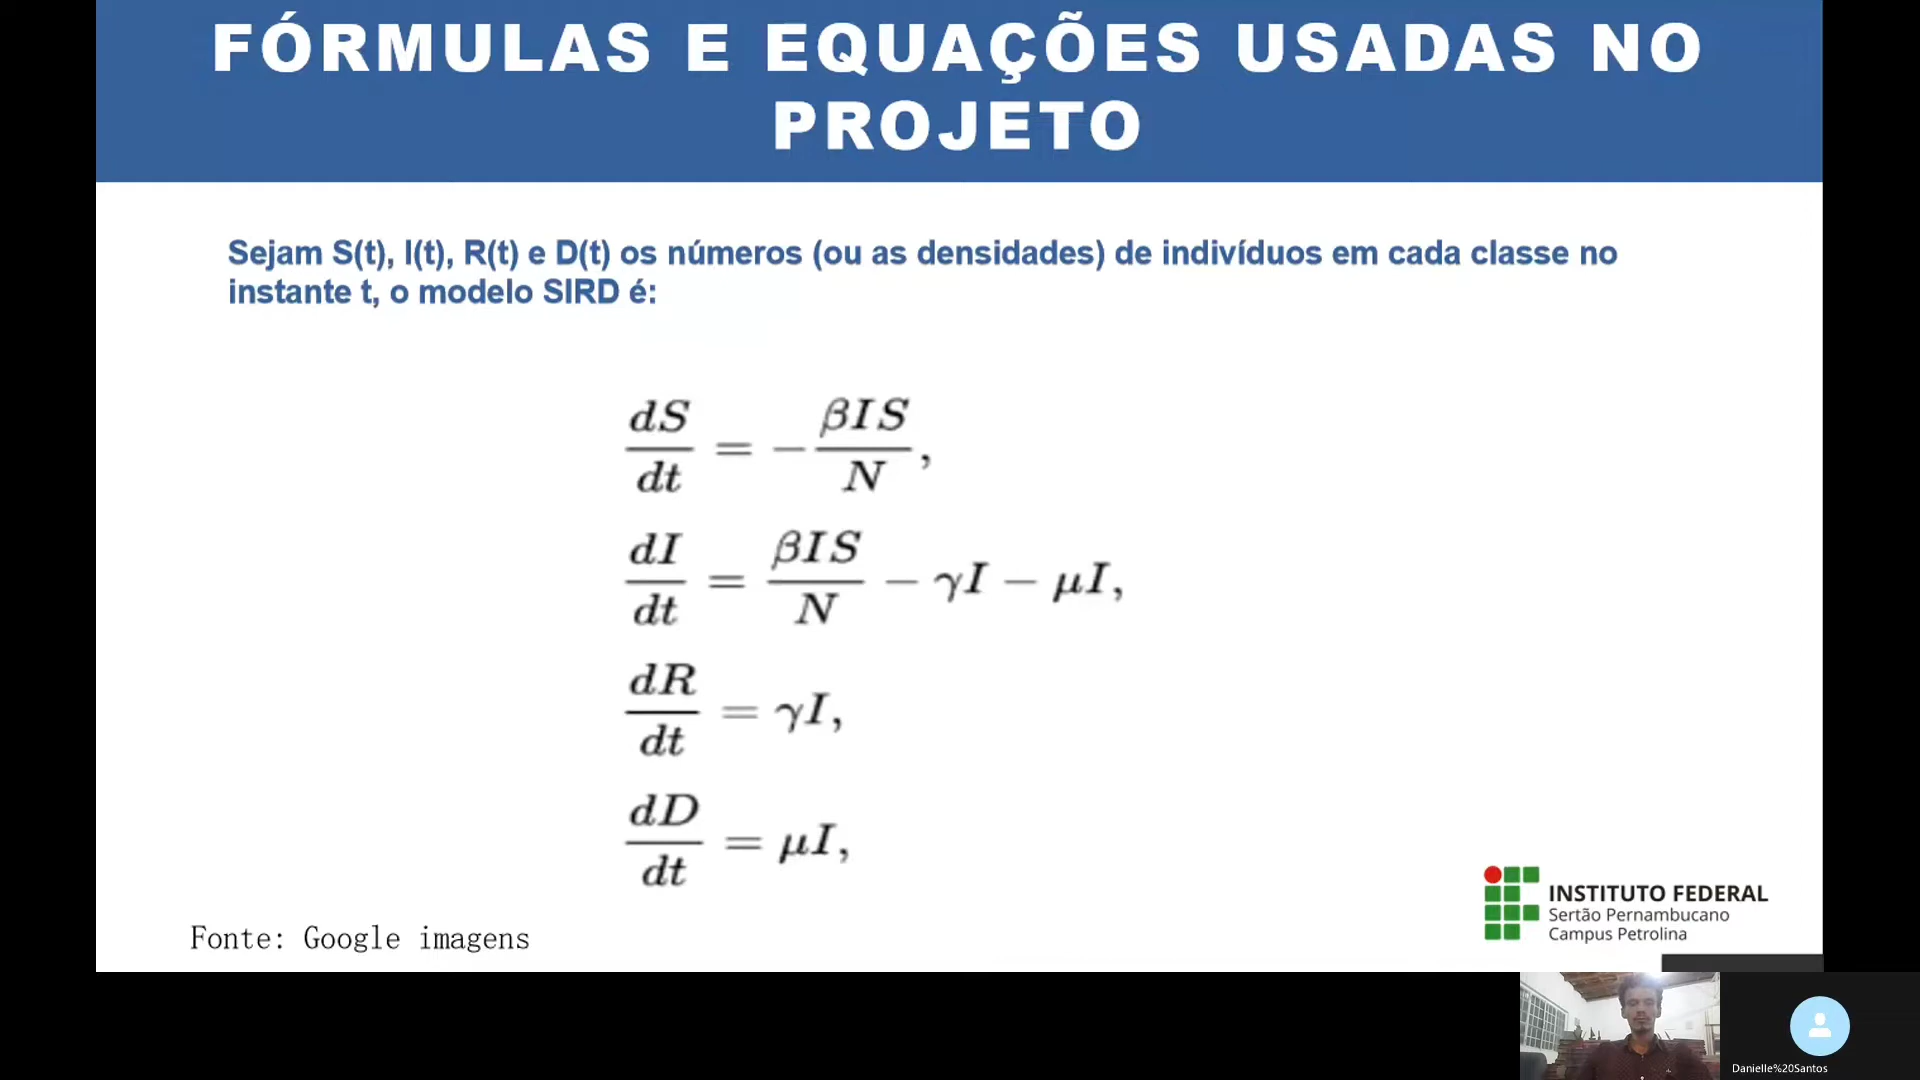 FÓRMULAS E EQUAÇÕES USADAS NO
PROJETO
Sejam S(t), I(t), R(t) e D(t) os números (ou as densidades) de indivíduos em cada classe no
instante t, o modelo SIRD é:
dS/dt = −βIS/N,
dI/dt = βIS/N − γI − μI,
dR/dt = γI,
dD/dt = μI,
INSTITUTO FEDERAL
Sertão Pernambucano
Campus Petrolina
Fonte: Google imagens
Danielle%20Santos